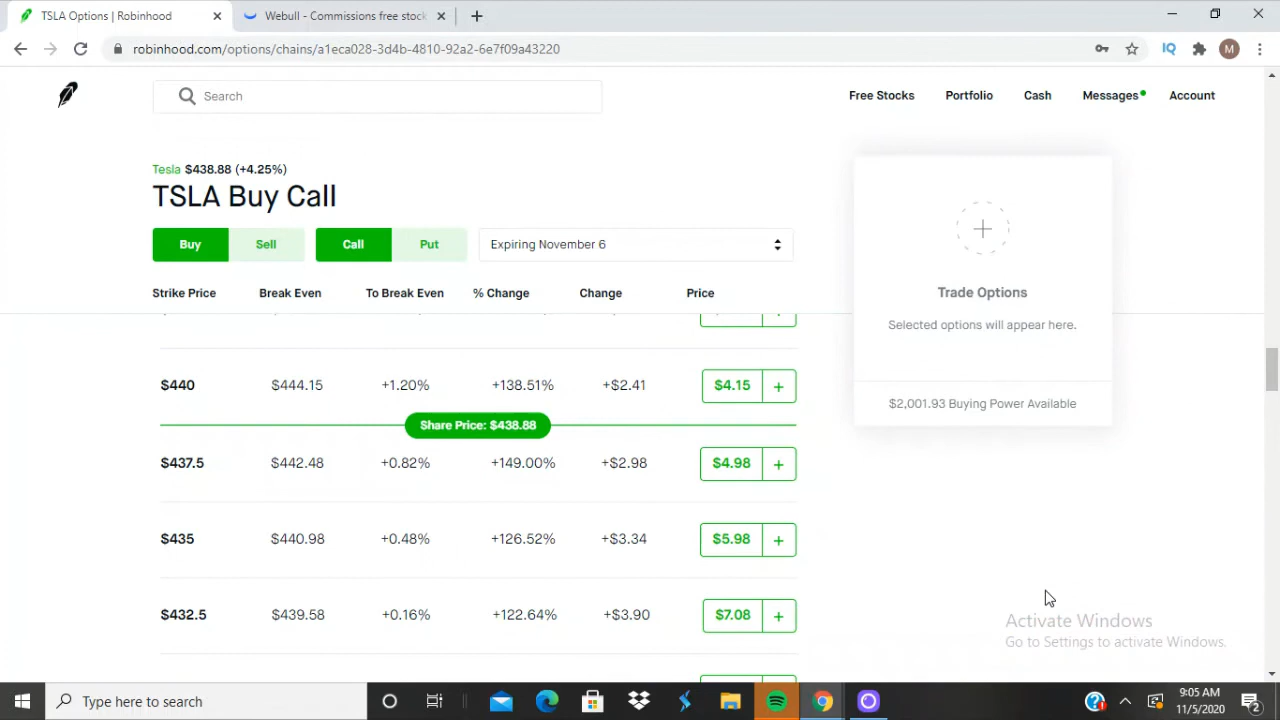 TSLA Options | Robinhood
Webull - Commissions free stock
robinhood.com/options/chains/a1eca028-3d4b-4810-92a2-6e7f09a43220
IQ
M
Search
Free Stocks
Portfolio
Cash
Messages
Account
Tesla $438.88 (+4.25%)
TSLA Buy Call
Buy
Sell
Call
Put
Expiring November 6
Strike Price
Break Even
To Break Even
% Change
Change
Price
$440 $444.15 +1.20% +138.51% +$2.41 $4.15 +
Share Price: $438.88
$437.5 $442.48 +0.82% +149.00% +$2.98 $4.98 +
$435 $440.98 +0.48% +126.52% +$3.34 $5.98 +
$432.5 $439.58 +0.16% +122.64% +$3.90 $7.08 +
Trade Options
Selected options will appear here.
$2,001.93 Buying Power Available
Activate Windows
Go to Settings to activate Windows.
Type here to search
9:05 AM
11/5/2020
2